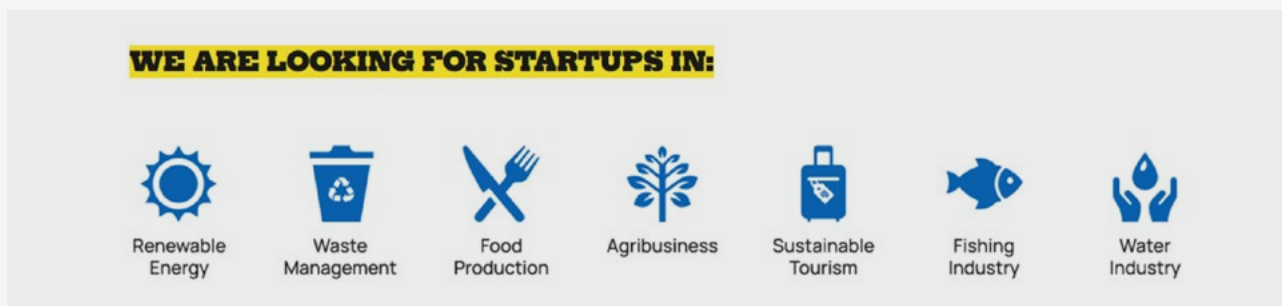 WE ARE LOOKING FOR STARTUPS IN:
Renewable
Energy
Waste
Management
Food
Production
Agribusiness
Sustainable
Tourism
Fishing
Industry
Water
Industry